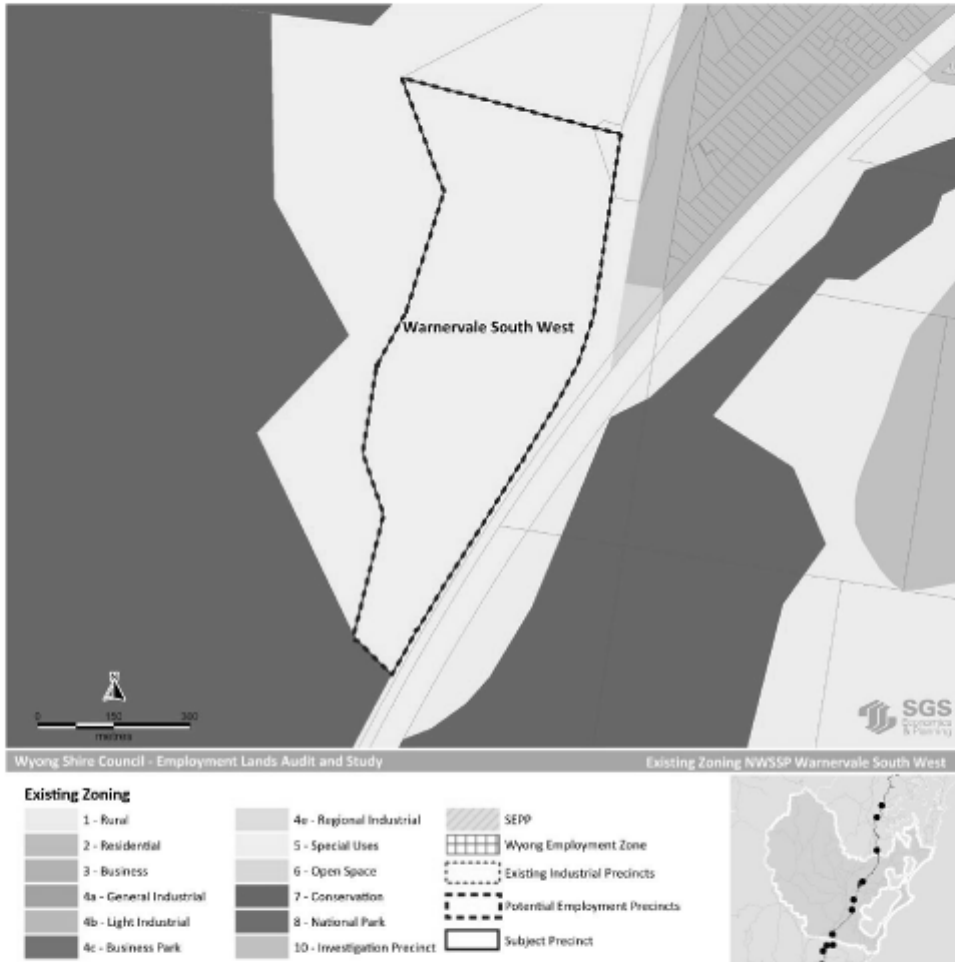 Warnervale South West
N
0 150 300
metres
SGS
Economics
& Planning
Wyong Shire Council - Employment Lands Audit and Study
Existing Zoning NWSSP Warnervale South West
Existing Zoning
1 - Rural
2 - Residential
3 - Business
4a - General Industrial
4b - Light Industrial
4c - Business Park
4e - Regional Industrial
5 - Special Uses
6 - Open Space
7 - Conservation
8 - National Park
10 - Investigation Precinct
SEPP
Wyong Employment Zone
Existing Industrial Precincts
Potential Employment Precincts
Subject Precinct